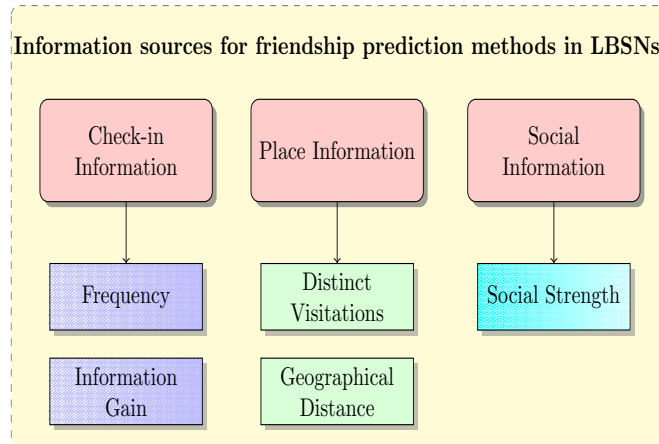 Information sources for friendship prediction methods in LBSNs
Check-in
Information
Place Information
Social
Information
Frequency
Distinct
Visitations
Social Strength
Information
Gain
Geographical
Distance